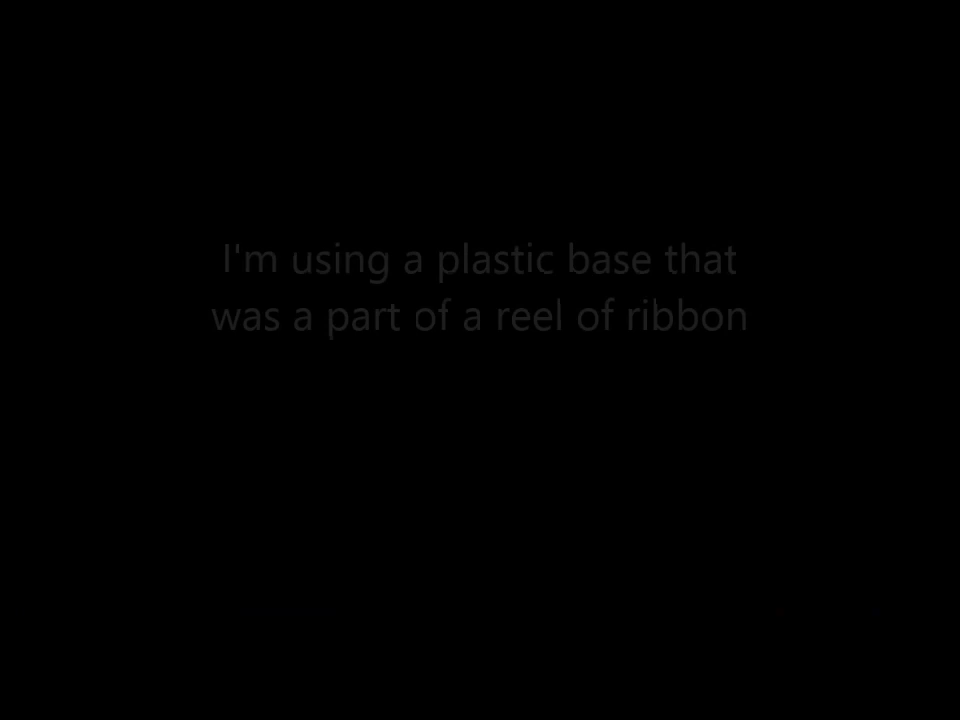 I'm using a plastic base that
was a part of a reel of ribbon